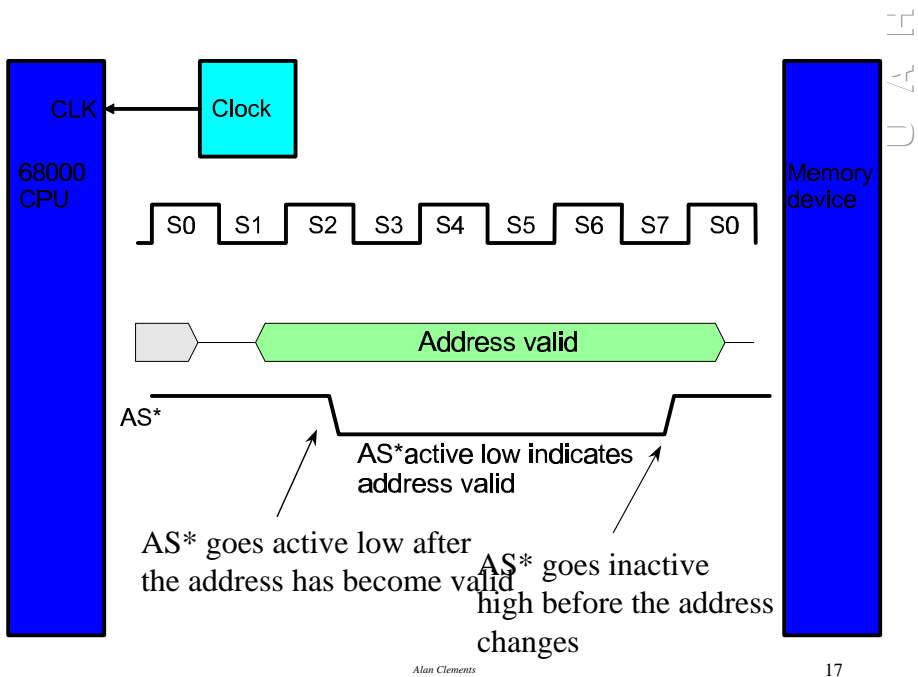 UAH
CLK
Clock
68000
CPU
Memory
device
S0 S1 S2 S3 S4 S5 S6 S7 S0
Address valid
AS*
AS*active low indicates
address valid
AS* goes active low after
the address has become valid
AS* goes inactive
high before the address
changes
Alan Clements
17